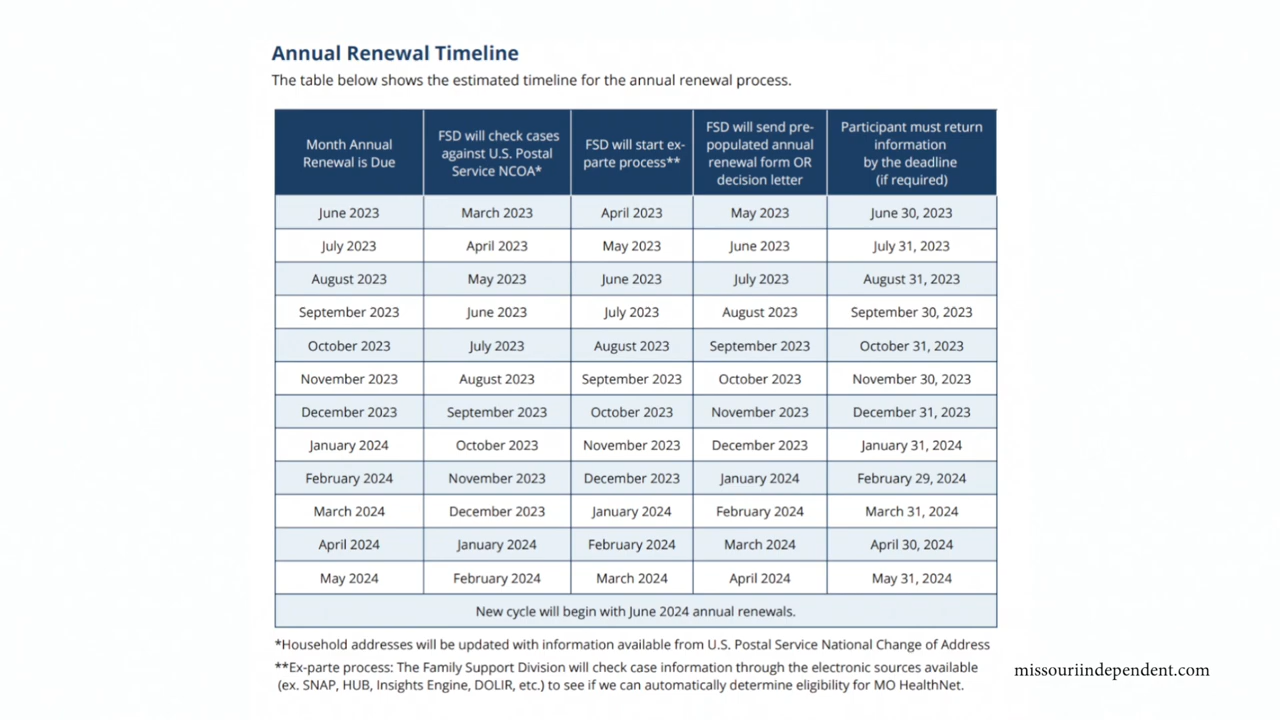 Annual Renewal Timeline
The table below shows the estimated timeline for the annual renewal process.
Month Annual
Renewal is Due
FSD will check cases
against U.S. Postal
Service NCOA*
FSD will start ex-
parte process**
FSD will send pre-
populated annual
renewal form OR
decision letter
Participant must return
information
by the deadline
(if required)
June 2023 March 2023 April 2023 May 2023 June 30, 2023
July 2023 April 2023 May 2023 June 2023 July 31, 2023
August 2023 May 2023 June 2023 July 2023 August 31, 2023
September 2023 June 2023 July 2023 August 2023 September 30, 2023
October 2023 July 2023 August 2023 September 2023 October 31, 2023
November 2023 August 2023 September 2023 October 2023 November 30, 2023
December 2023 September 2023 October 2023 November 2023 December 31, 2023
January 2024 October 2023 November 2023 December 2023 January 31, 2024
February 2024 November 2023 December 2023 January 2024 February 29, 2024
March 2024 December 2023 January 2024 February 2024 March 31, 2024
April 2024 January 2024 February 2024 March 2024 April 30, 2024
May 2024 February 2024 March 2024 April 2024 May 31, 2024
New cycle will begin with June 2024 annual renewals.
*Household addresses will be updated with information available from U.S. Postal Service National Change of Address
**Ex-parte process: The Family Support Division will check case information through the electronic sources available
(ex. SNAP, HUB, Insights Engine, DOLIR, etc.) to see if we can automatically determine eligibility for MO HealthNet.
missouriindependent.com